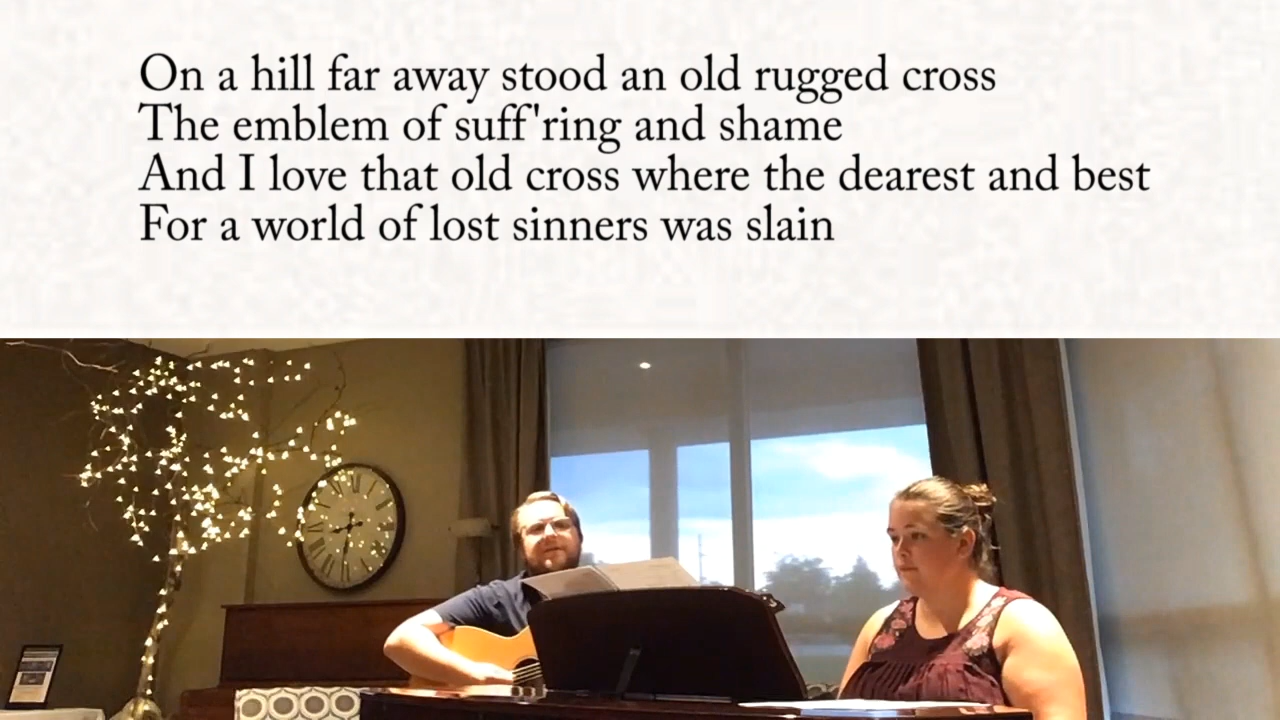 On a hill far away stood an old rugged cross
The emblem of suff'ring and shame
And I love that old cross where the dearest and best
For a world of lost sinners was slain